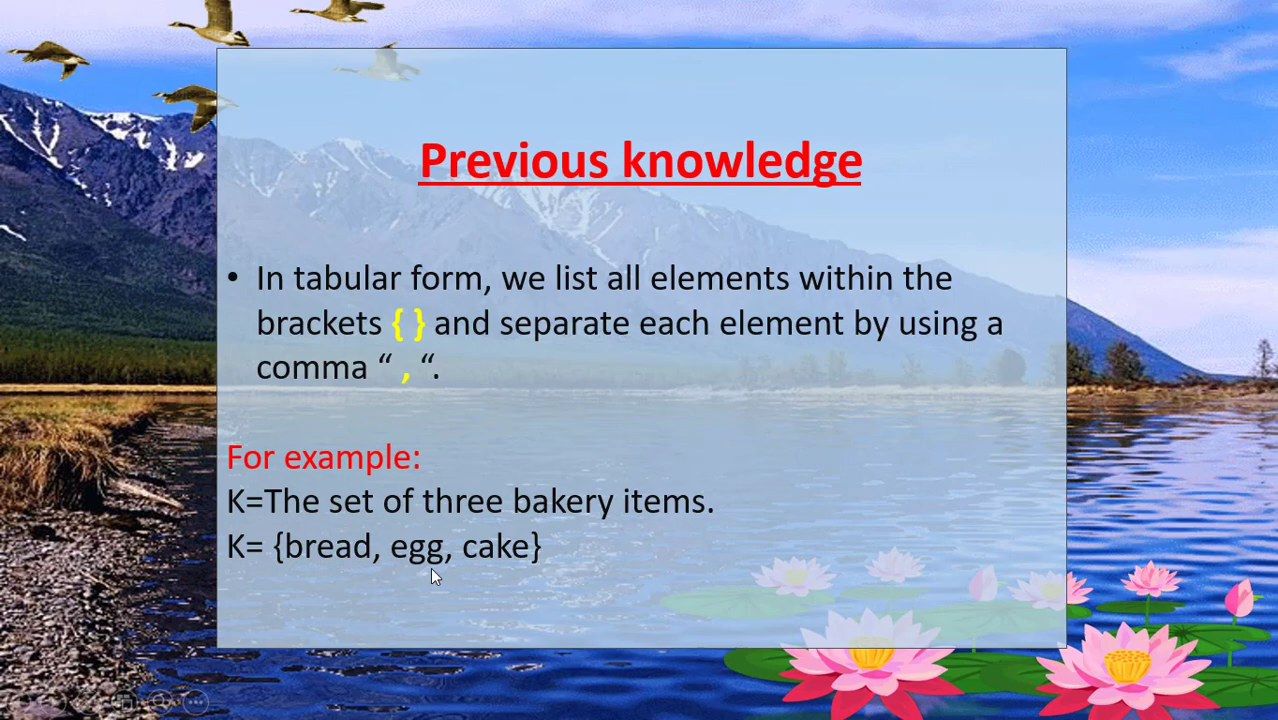 Previous knowledge
• In tabular form, we list all elements within the
brackets { } and separate each element by using a
comma “ , “.
For example:
K=The set of three bakery items.
K= {bread, egg, cake}